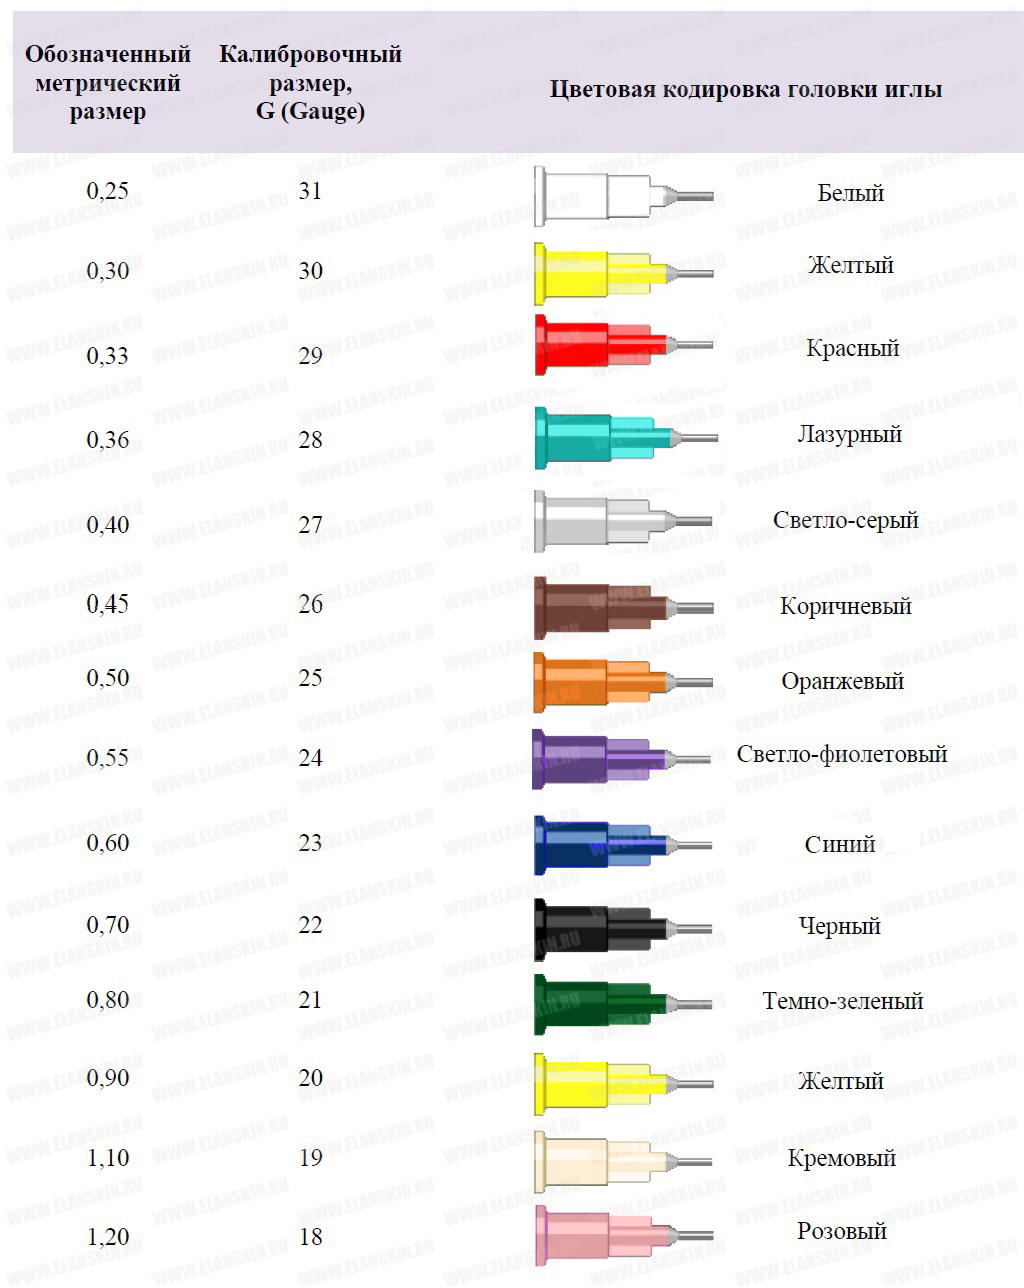 Обозначенный
метрический
размер
Калибровочный
размер,
G (Gauge)
Цветовая кодировка головки иглы
0,25 31 Белый
0,30 30 Желтый
0,33 29 Красный
0,36 28 Лазурный
0,40 27 Светло-серый
0,45 26 Коричневый
0,50 25 Оранжевый
0,55 24 Светло-фиолетовый
0,60 23 Синий
0,70 22 Черный
0,80 21 Темно-зеленый
0,90 20 Желтый
1,10 19 Кремовый
1,20 18 Розовый
WWW.ELANSKIN.RU